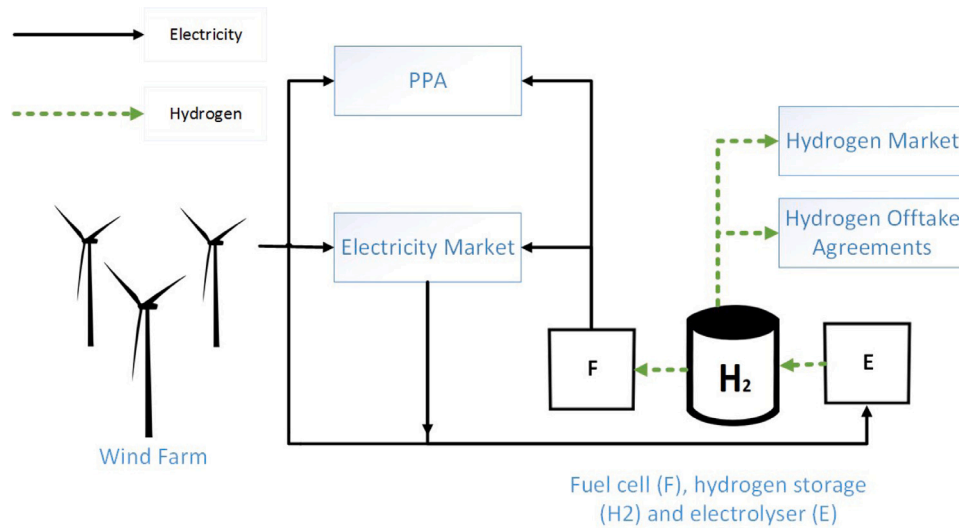 Electricity
Hydrogen
PPA
Hydrogen Market
Hydrogen Offtake
Agreements
Electricity Market
F
H2
E
Wind Farm
Fuel cell (F), hydrogen storage
(H2) and electrolyser (E)